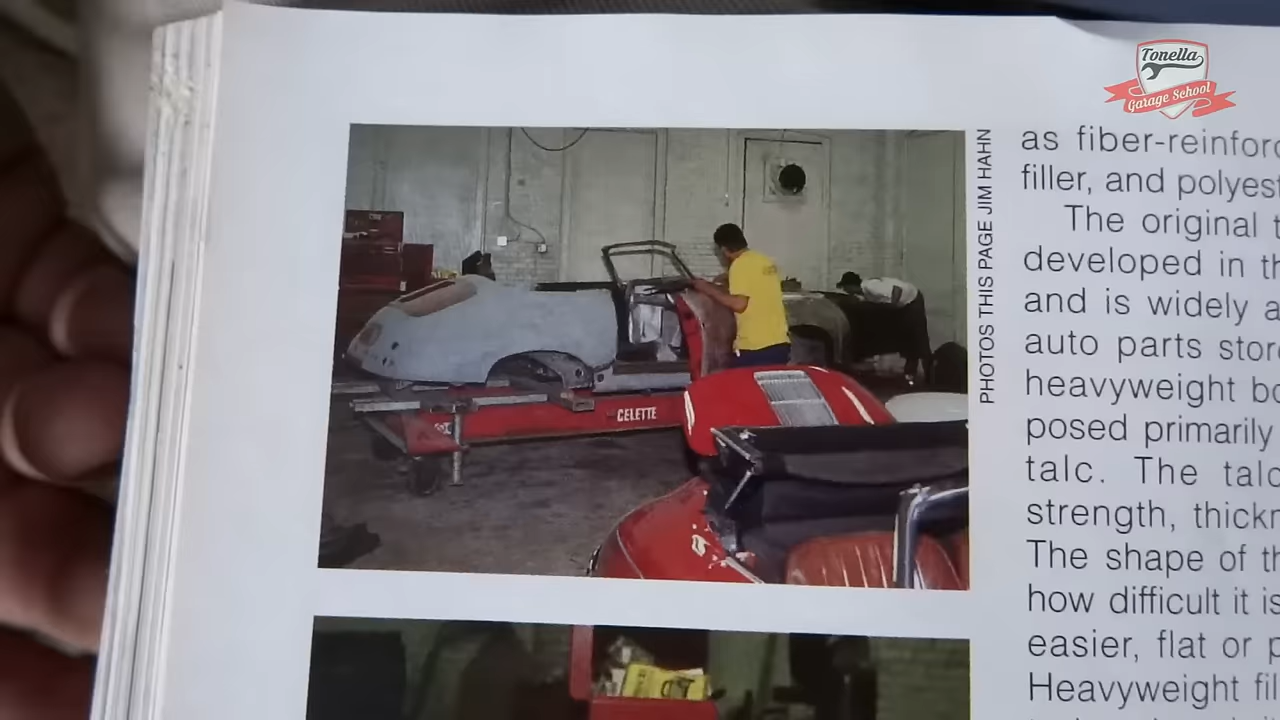 Tonella
Garage School
PHOTOS THIS PAGE JIM HAHN
CELETTE
as fiber-reinforc
filler, and polyest
The original t
developed in th
and is widely a
auto parts store
heavyweight bo
posed primarily
talc. The talc
strength, thickn
The shape of th
how difficult it is
easier, flat or p
Heavyweight fil